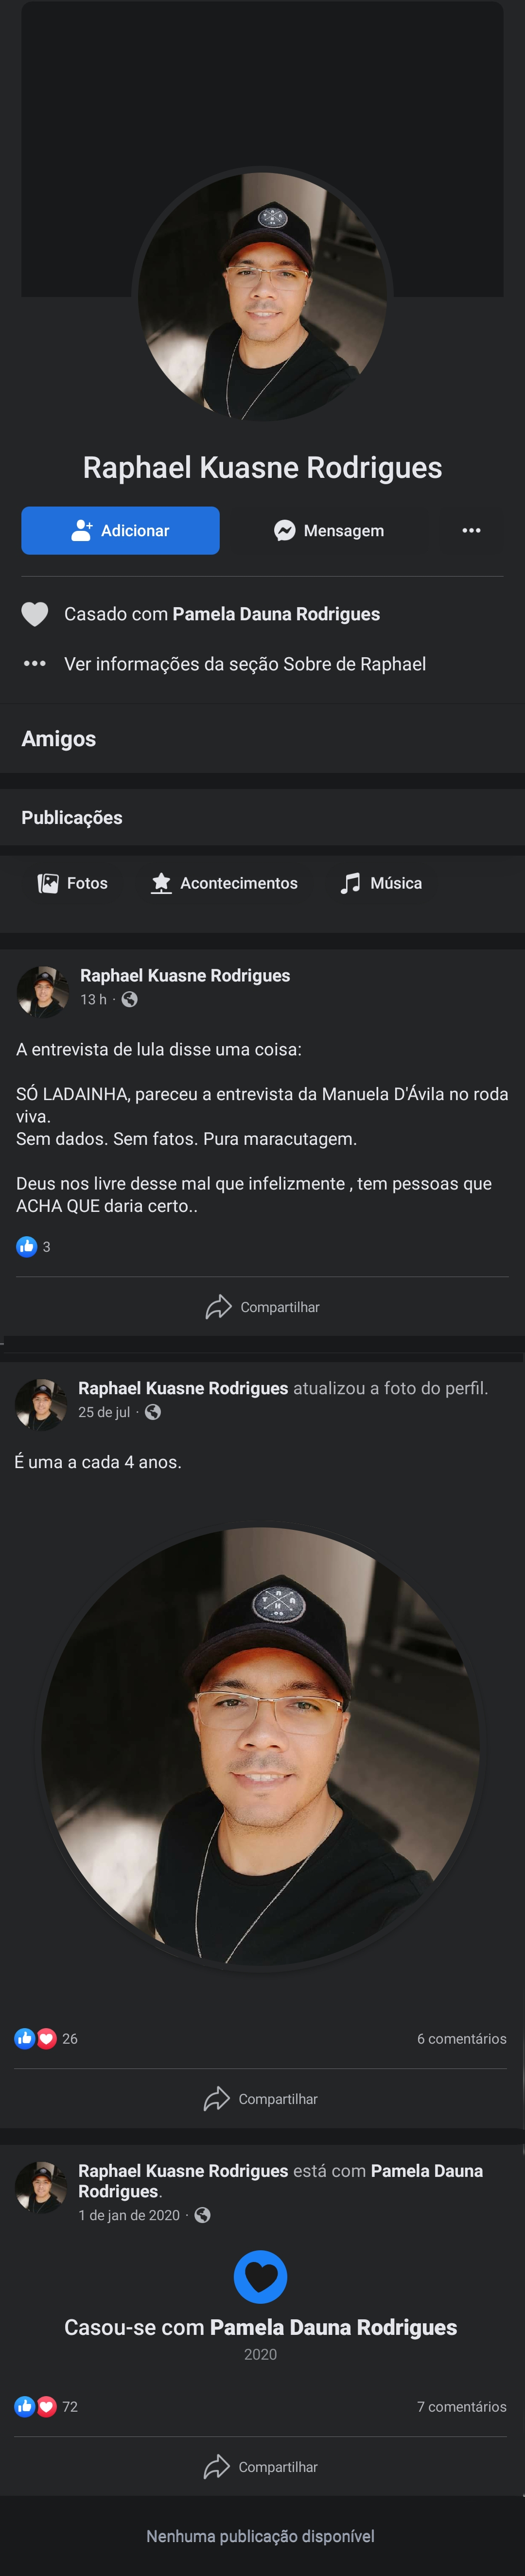 Raphael Kuasne Rodrigues
Adicionar
Mensagem
Casado com Pamela Dauna Rodrigues
Ver informações da seção Sobre de Raphael
Amigos
Publicações
Fotos
Acontecimentos
Música
Raphael Kuasne Rodrigues
13 h ·
A entrevista de lula disse uma coisa:
SÓ LADAINHA, pareceu a entrevista da Manuela D'Ávila no roda
viva.
Sem dados. Sem fatos. Pura maracutagem.
Deus nos livre desse mal que infelizmente , tem pessoas que
ACHA QUE daria certo..
3
Compartilhar
Raphael Kuasne Rodrigues atualizou a foto do perfil.
25 de jul ·
É uma a cada 4 anos.
26
6 comentários
Compartilhar
Raphael Kuasne Rodrigues está com Pamela Dauna
Rodrigues.
1 de jan de 2020 ·
Casou-se com Pamela Dauna Rodrigues
2020
72
7 comentários
Compartilhar
Nenhuma publicação disponível